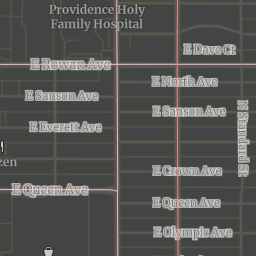 Providence Holy
Family Hospital
E Dave Ct
E Rowan Ave
E North Ave
E Sanson Ave
E Sanson Ave
E Everett Ave
N Standard St
zen
E Crown Ave
E Queen Ave
E Queen Ave
E Olympic Ave